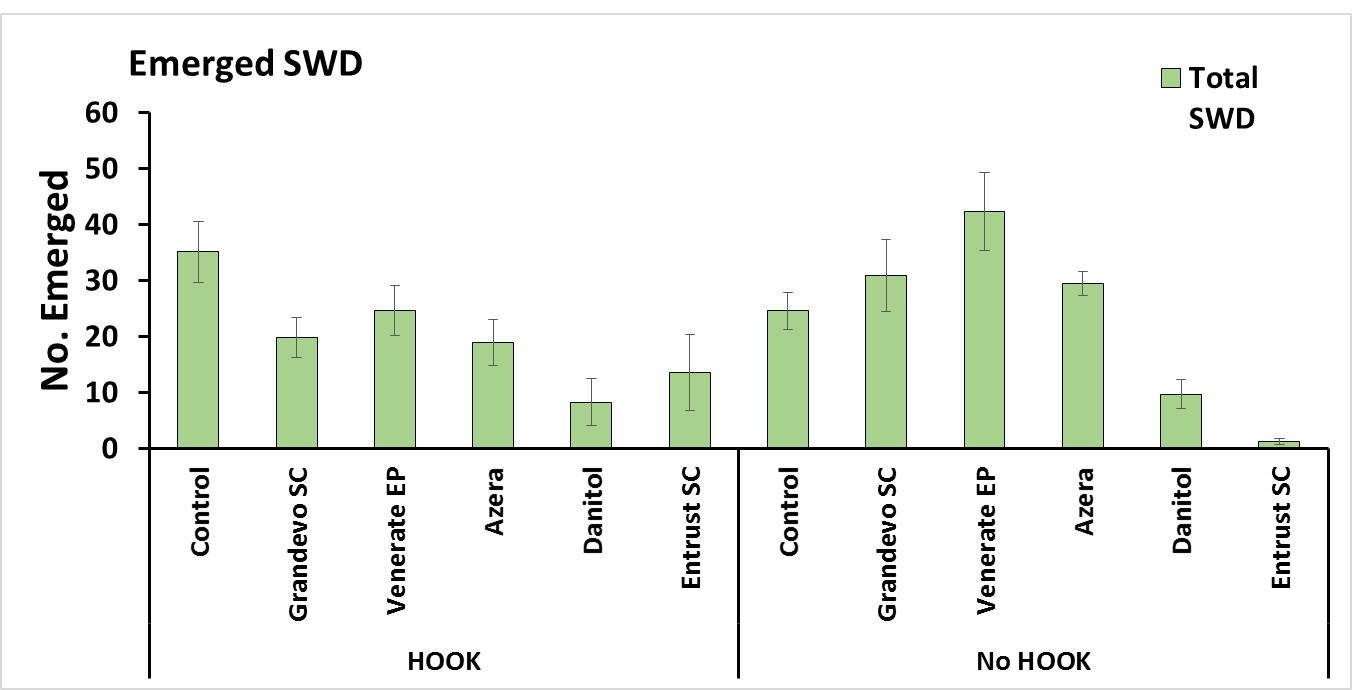 Emerged SWD
Total
SWD
No. Emerged
60
50
40
30
20
10
0
Control
Grandevo SC
Venerate EP
Azera
Danitol
Entrust SC
Control
Grandevo SC
Venerate EP
Azera
Danitol
Entrust SC
HOOK
No HOOK